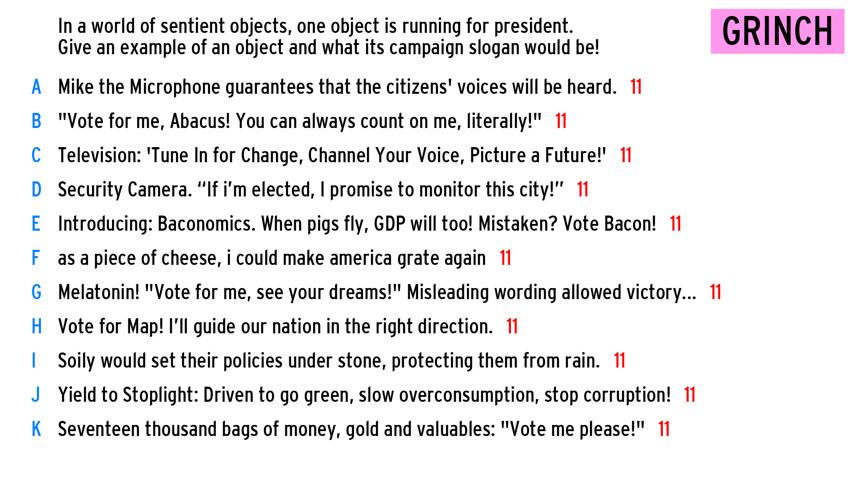 In a world of sentient objects, one object is running for president.
Give an example of an object and what its campaign slogan would be!
GRINCH
A Mike the Microphone guarantees that the citizens' voices will be heard. 11
B "Vote for me, Abacus! You can always count on me, literally!" 11
C Television: 'Tune In for Change, Channel Your Voice, Picture a Future!' 11
D Security Camera. “If i’m elected, I promise to monitor this city!” 11
E Introducing: Baconomics. When pigs fly, GDP will too! Mistaken? Vote Bacon! 11
F as a piece of cheese, i could make america grate again 11
G Melatonin! "Vote for me, see your dreams!" Misleading wording allowed victory... 11
H Vote for Map! I’ll guide our nation in the right direction. 11
I Soily would set their policies under stone, protecting them from rain. 11
J Yield to Stoplight: Driven to go green, slow overconsumption, stop corruption! 11
K Seventeen thousand bags of money, gold and valuables: "Vote me please!" 11